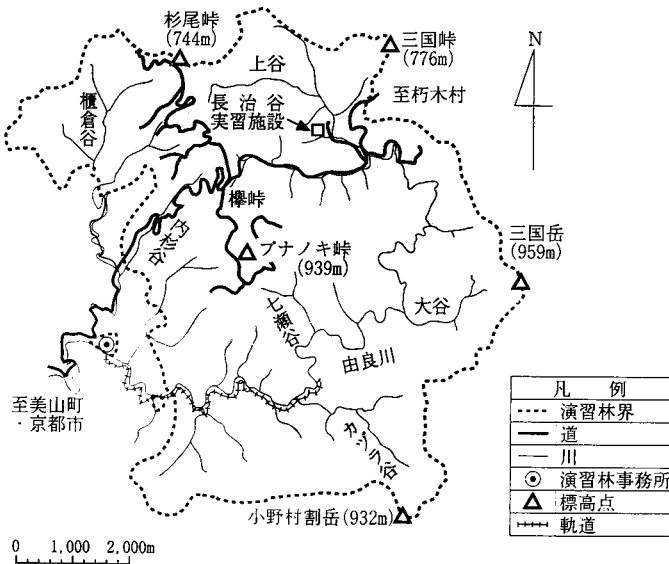 杉尾峠
(744m)
三国峠
(776m)
上谷
N
至朽木村
櫃倉谷
長治谷
実習施設
欅峠
内杉谷
ブナノキ峠
(939m)
三国岳
(959m)
七瀬谷
大谷
由良川
至美山町
・京都市
カヅラ谷
小野村割岳(932m)
0 1,000 2,000m
凡例
演習林界
道
川
演習林事務所
標高点
軌道